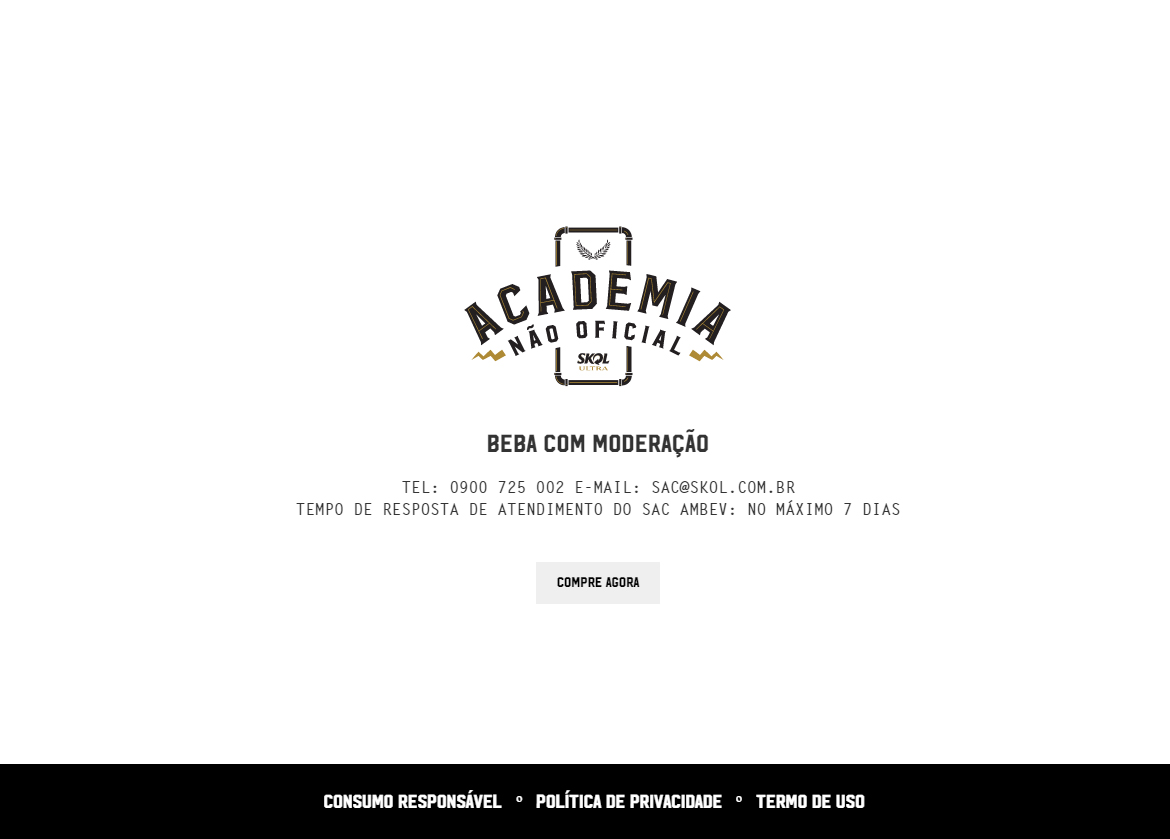 ACADEMIA
NÃO OFICIAL
SKOL
ULTRA
BEBA COM MODERAÇÃO
TEL: 0900 725 002 E-MAIL: SAC@SKOL.COM.BR
TEMPO DE RESPOSTA DE ATENDIMENTO DO SAC AMBEV: NO MÁXIMO 7 DIAS
COMPRE AGORA
CONSUMO RESPONSÁVEL º POLÍTICA DE PRIVACIDADE º TERMO DE USO